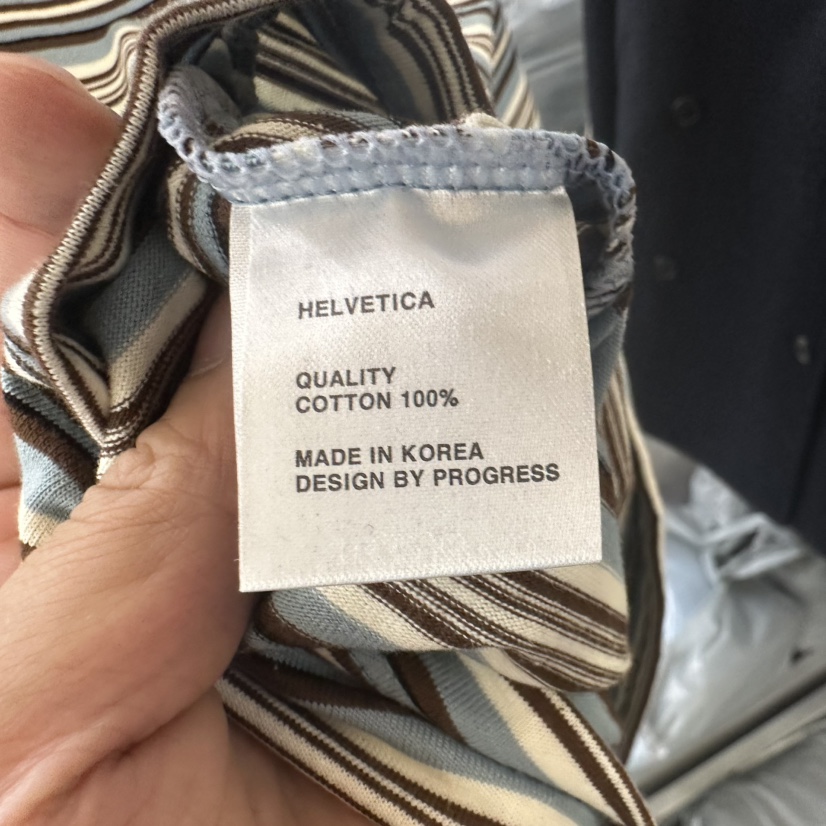 HELVETICA
QUALITY
COTTON 100%
MADE IN KOREA
DESIGN BY PROGRESS